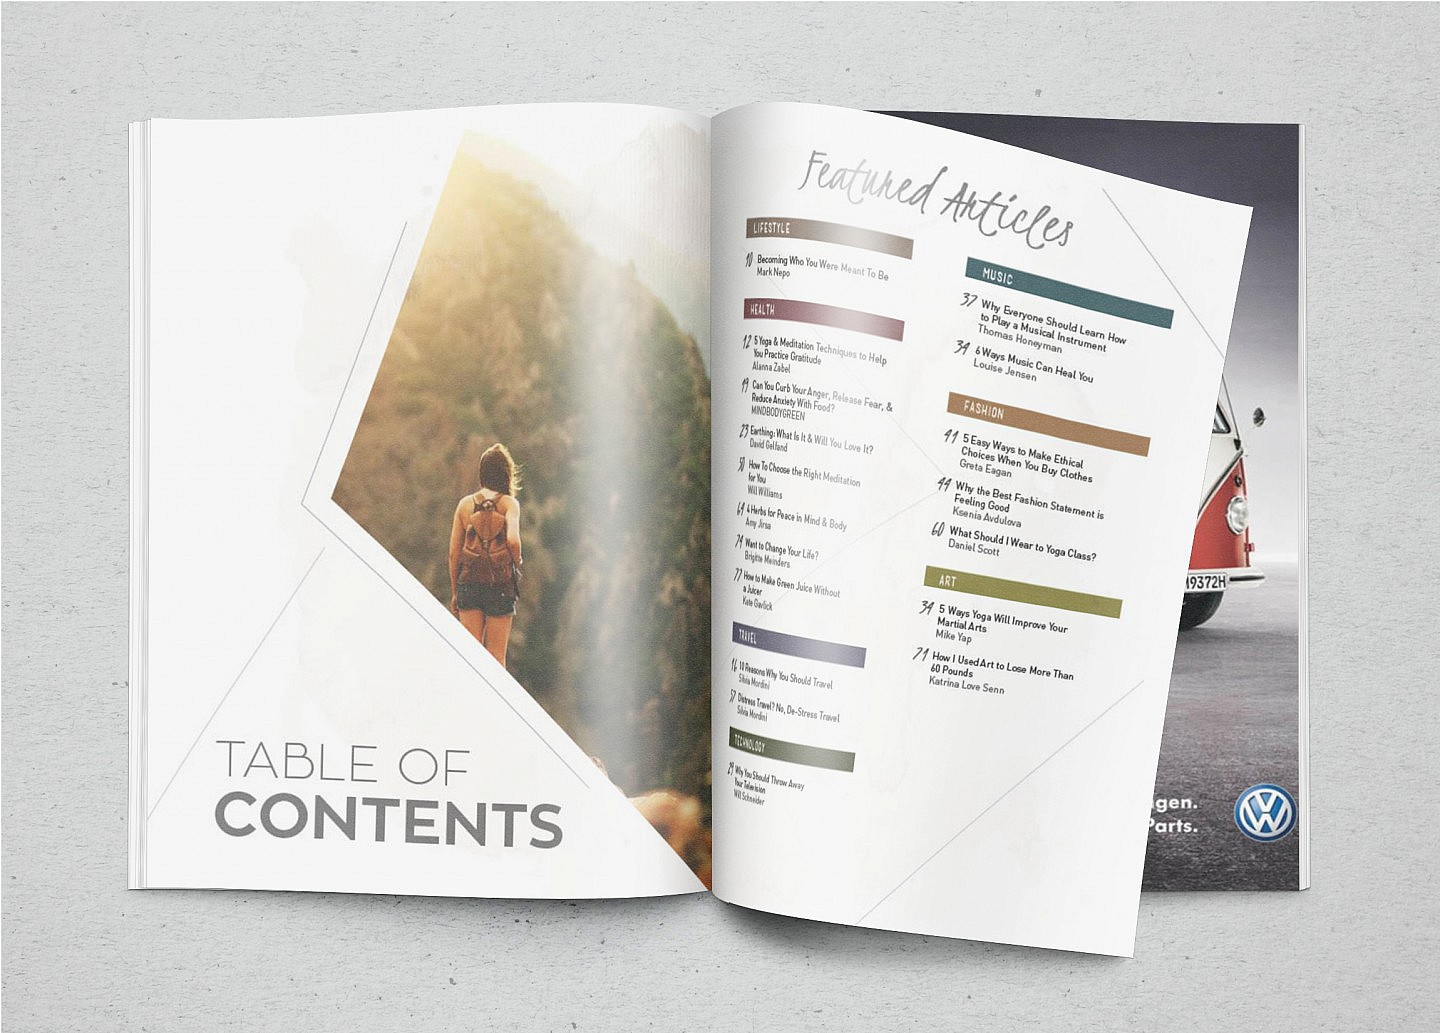 TABLE OF
CONTENTS
Featured Articles
LIFESTYLE
10 Becoming Who You Were Meant To Be
Mark Nepo
HEALTH
12 5 Yoga & Meditation Techniques to Help
You Practice Gratitude
Alanna Zabel
19 Can You Curb Your Anger, Release Fear, &
Reduce Anxiety With Food?
MINDBODYGREEN
23 Earthing: What Is It & Will You Love It?
David Gelfand
How To Choose the Right Meditation
for You
Will Williams
4 Herbs for Peace in Mind & Body
Amy Jirsa
Want to Change Your Life?
Brigitte Meinders
77 How to Make Green Juice Without
a Juicer
Kate Gavlick
TRAVEL
16 10 Reasons Why You Should Travel
Silvia Mordini
57 Distress Travel? No, De-Stress Travel
Silvia Mordini
TECHNOLOGY
29 Why You Should Throw Away
Your Television
Will Schneider
MUSIC
37 Why Everyone Should Learn How
to Play a Musical Instrument
Thomas Honeyman
39 6 Ways Music Can Heal You
Louise Jensen
FASHION
41 5 Easy Ways to Make Ethical
Choices When You Buy Clothes
Greta Eagan
44 Why the Best Fashion Statement is
Feeling Good
Ksenia Avdulova
60 What Should I Wear to Yoga Class?
Daniel Scott
ART
34 5 Ways Yoga Will Improve Your
Martial Arts
Mike Yap
71 How I Used Art to Lose More Than
60 Pounds
Katrina Love Senn
9372H
gen.
Parts.
VW